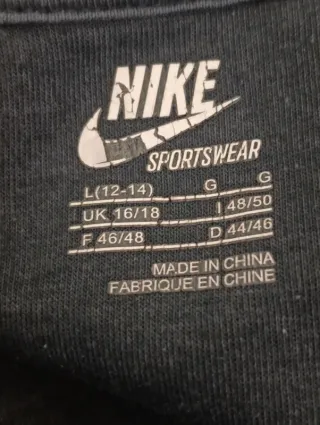 NIKE
SPORTSWEAR
L(12-14) G G
UK 16/18 I 48/50
F 46/48 D 44/46
MADE IN CHINA
FABRIQUE EN CHINE